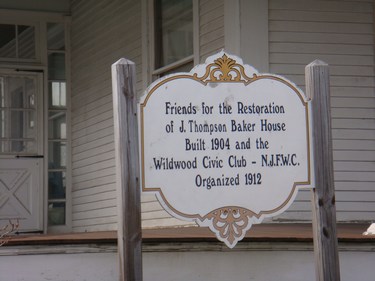 Friends for the Restoration
of J. Thompson Baker House
Built 1904 and the
Wildwood Civic Club - N.J.F.W.C.
Organized 1912